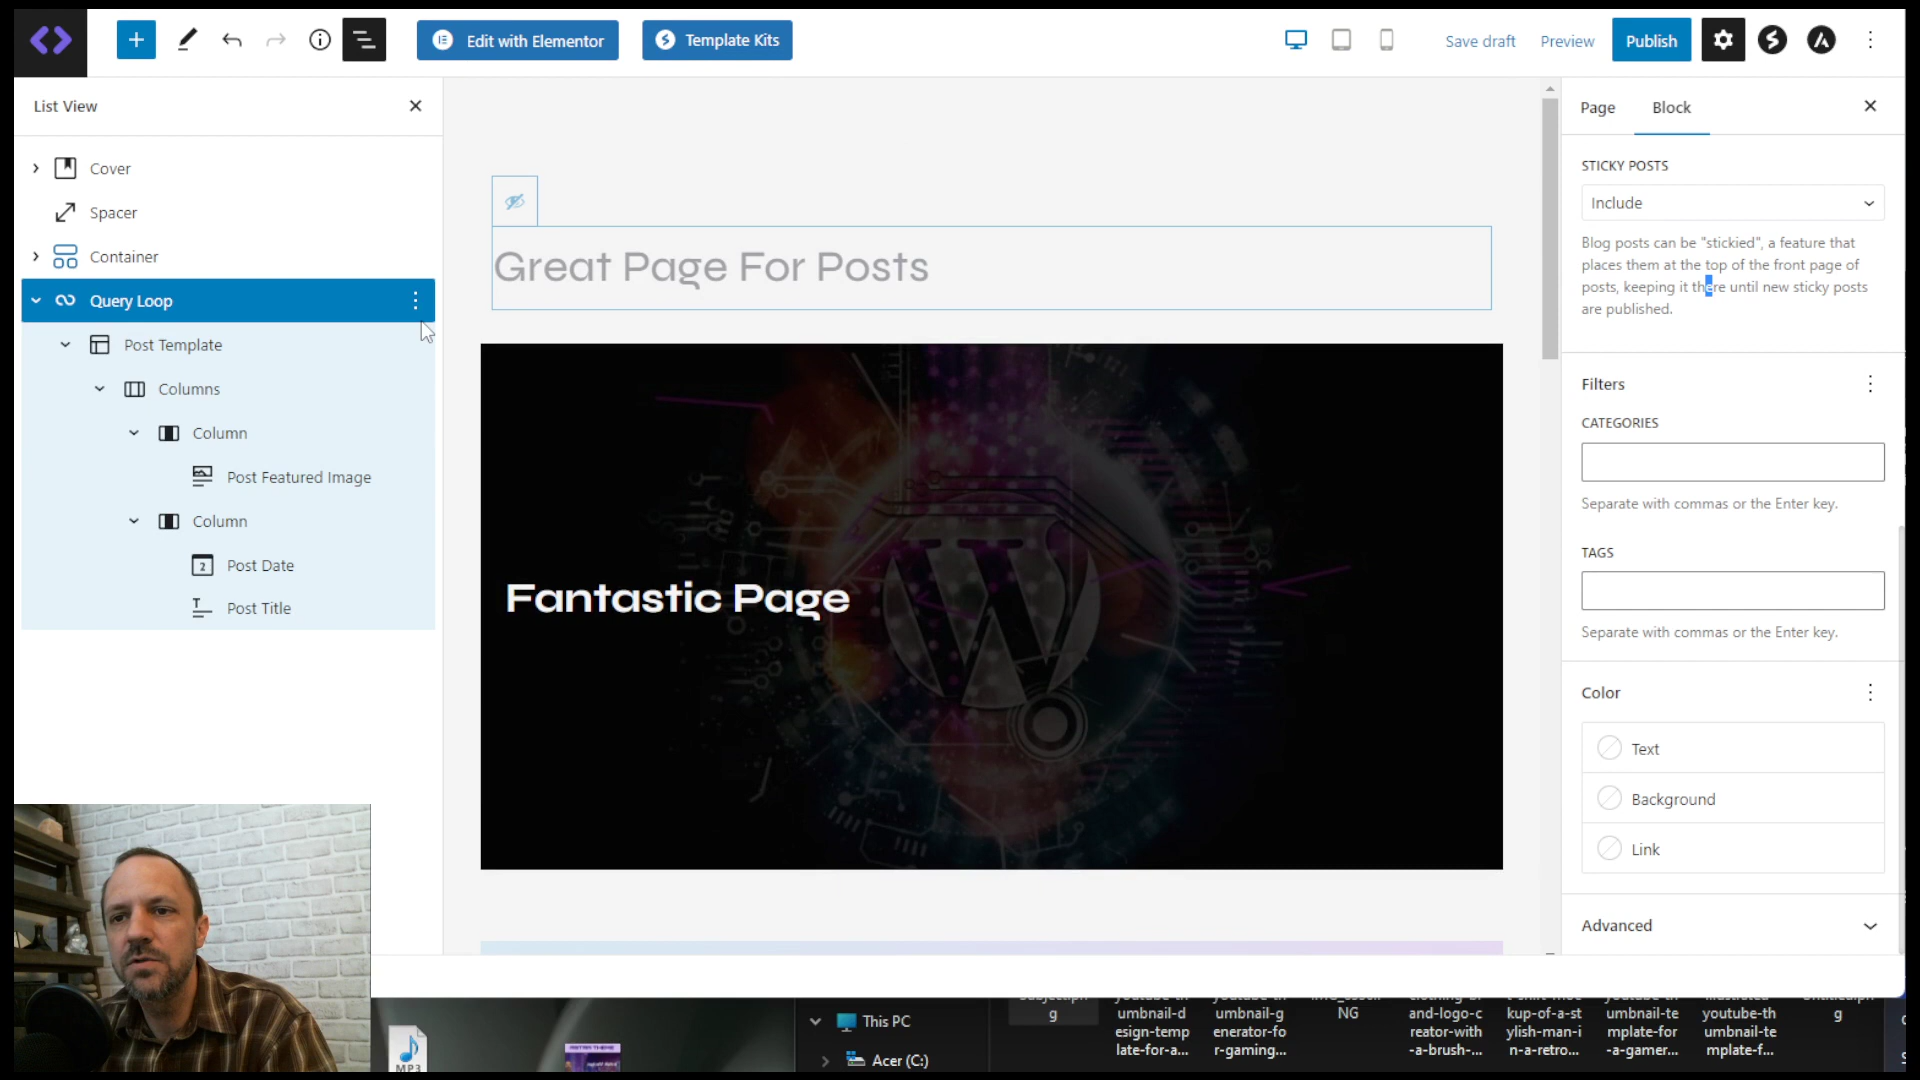 Edit with Elementor
Template Kits
Save draft
Preview
Publish
List View
Cover
Spacer
Container
Query Loop
Post Template
Columns
Column
Post Featured Image
Column
2
Post Date
Post Title
Great Page For Posts
Fantastic Page
Page
Block
STICKY POSTS
Include
Blog posts can be "stickied", a feature that
places them at the top of the front page of
posts, keeping it there until new sticky posts
are published.
Filters
CATEGORIES
Separate with commas or the Enter key.
TAGS
Separate with commas or the Enter key.
Color
Text
Background
Link
Advanced
MP3
This PC
Acer (C:)
g
umbnail-d
esign-temp
late-for-a...
umbnail-g
enerator-fo
r-gaming...
NG
and-logo-c
reator-with
-a-brush-...
kup-of-a-st
ylish-man-i
n-a-retro...
umbnail-te
mplate-for
-a-gamer...
youtube-th
umbnail-te
mplate-f...
g